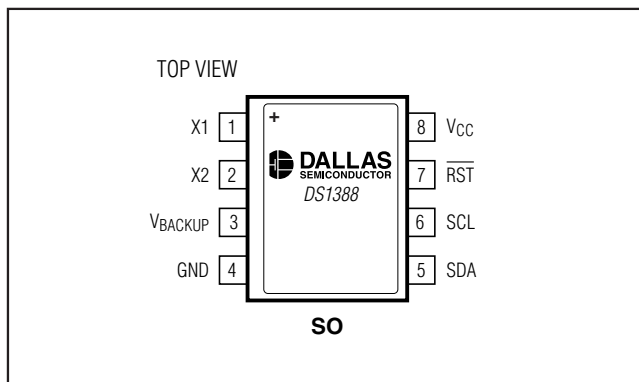 TOP VIEW
X1 1
X2 2
VBACKUP 3
GND 4
+
DALLAS
SEMICONDUCTOR
DS1388
8 VCC
7 R̅S̅T̅
6 SCL
5 SDA
SO